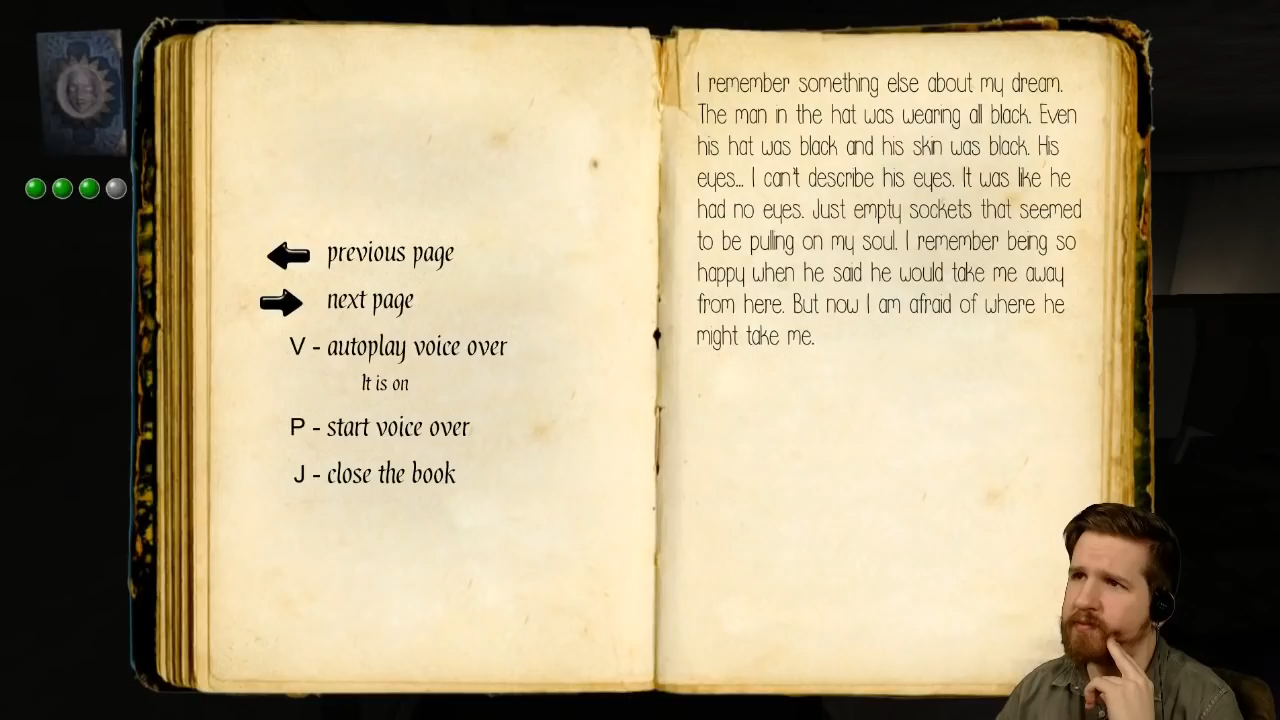 previous page
next page
V - autoplay voice over
It is on
P - start voice over
J - close the book
I remember something else about my dream.
The man in the hat was wearing all black. Even
his hat was black and his skin was black. His
eyes... I can't describe his eyes. It was like he
had no eyes. Just empty sockets that seemed
to be pulling on my soul. I remember being so
happy when he said he would take me away
from here. But now I am afraid of where he
might take me.